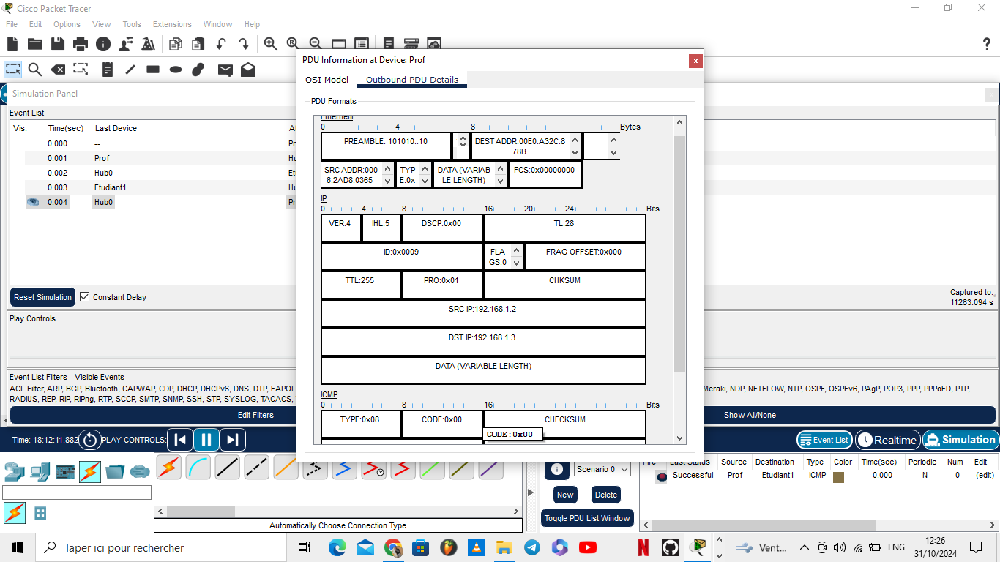 Cisco Packet Tracer
File Edit Options View Tools Extensions Window Help
PDU Information at Device: Prof
x
OSI Model Outbound PDU Details
Simulation Panel
PDU Formats
Event List
Vis. Time(sec) Last Device
0.000 --
0.001 Prof
0.002 Hub0
0.003 Etudiant1
0.004 Hub0
EthernetII
0 4 8 Bytes
PREAMBLE: 101010..10
DEST ADDR:00E0.A32C.8
78B
SRC ADDR:000
6.2AD8.0365
TYP
E:0x
DATA (VARIAB
LE LENGTH)
FCS:0x00000000
IP
0 4 8 16 20 24 Bits
VER:4 IHL:5 DSCP:0x00 TL:28
ID:0x0009
FLA
GS:0
FRAG OFFSET:0x000
TTL:255 PRO:0x01 CHKSUM
SRC IP:192.168.1.2
DST IP:192.168.1.3
DATA (VARIABLE LENGTH)
ICMP
0 8 16 Bits
TYPE:0x08 CODE:0x00 CHECKSUM
CODE : 0x00
Reset Simulation Constant Delay
Captured to:
11263.094 s
Play Controls
Event List Filters - Visible Events
ACL Filter, ARP, BGP, Bluetooth, CAPWAP, CDP, DHCP, DHCPv6, DNS, DTP, EAPOL
Meraki, NDP, NETFLOW, NTP, OSPF, OSPFv6, PAgP, POP3, PPP, PPPoED, PTP,
RADIUS, REP, RIP, RIPng, RTP, SCCP, SMTP, SNMP, SSH, STP, SYSLOG, TACACS,
Edit Filters Show All/None
Time: 18:12:11.882 PLAY CONTROLS:
Event List Realtime Simulation
Scenario 0
New Delete
Toggle PDU List Window
Fire Last Status Source Destination Type Color Time(sec) Periodic Num Edit
Successful Prof Etudiant1 ICMP 0.000 N 0 (edit)
Automatically Choose Connection Type
Taper ici pour rechercher
Vent...
ENG
12:26
31/10/2024